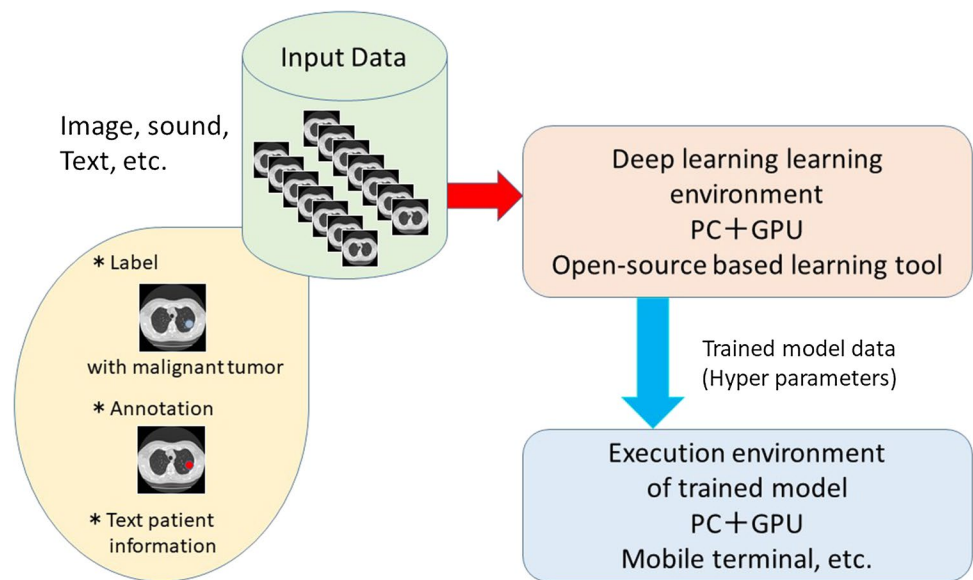 Input Data
Image, sound,
Text, etc.
* Label
with malignant tumor
* Annotation
* Text patient
information
Deep learning learning
environment
PC+GPU
Open-source based learning tool
Trained model data
(Hyper parameters)
Execution environment
of trained model
PC+GPU
Mobile terminal, etc.